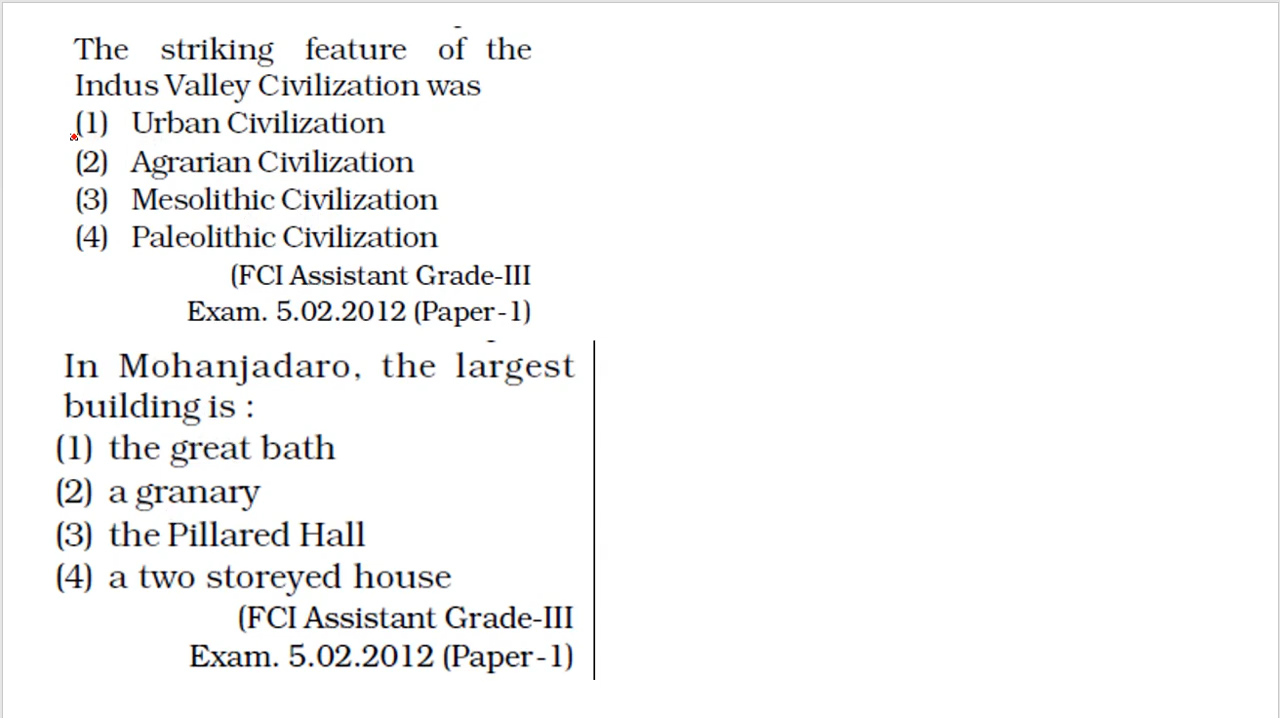 The striking feature of the
Indus Valley Civilization was
(1) Urban Civilization
(2) Agrarian Civilization
(3) Mesolithic Civilization
(4) Paleolithic Civilization
(FCI Assistant Grade-III
Exam. 5.02.2012 (Paper-1)
In Mohanjadaro, the largest
building is :
(1) the great bath
(2) a granary
(3) the Pillared Hall
(4) a two storeyed house
(FCI Assistant Grade-III
Exam. 5.02.2012 (Paper-1)